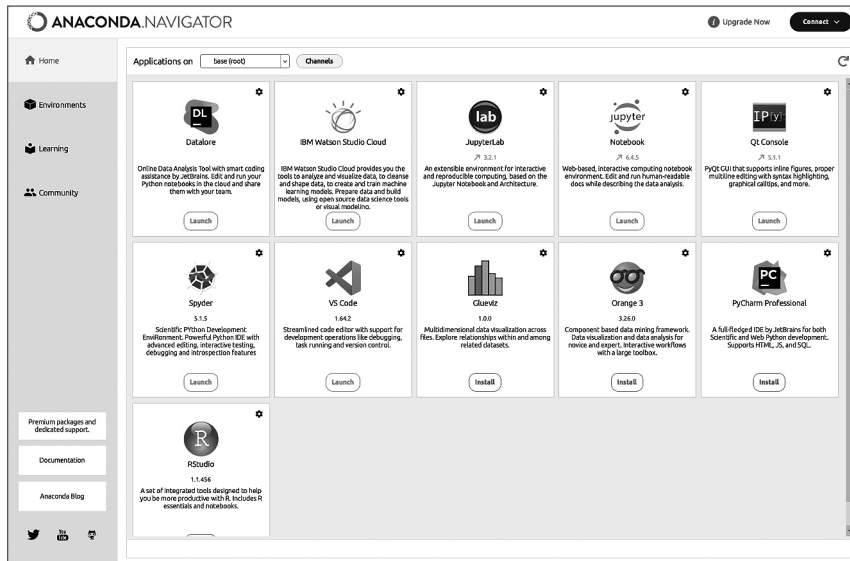 ANACONDA.NAVIGATOR
i Upgrade Now
Connect
Home
Environments
Learning
Community
Applications on base (root) Channels
DL
Datalore
Online Data Analysis Tool with smart coding
assistance by JetBrains. Edit and run your
Python notebooks in the cloud and share
them with your team.
Launch
IBM Watson Studio Cloud
IBM Watson Studio Cloud provides you the
tools to analyze and visualize data, to cleanse
and shape data, to create and train machine
learning models. Prepare data and build
models, using open source data science tools
or visual modeling.
Launch
lab
JupyterLab
3.2.1
An extensible environment for interactive
and reproducible computing, based on the
Jupyter Notebook and Architecture.
Launch
jupyter
Notebook
6.4.5
Web-based, interactive computing notebook
environment. Edit and run human-readable
docs while describing the data analysis.
Launch
IP[y]:
Qt Console
5.1.1
PyQt GUI that supports inline figures, proper
multiline editing with syntax highlighting,
graphical calltips, and more.
Launch
Spyder
5.1.5
Scientific PYthon Development
EnviRonment. Powerful Python IDE with
advanced editing, interactive testing,
debugging and introspection features
Launch
VS Code
1.64.2
Streamlined code editor with support for
development operations like debugging,
task running and version control.
Launch
Glueviz
1.0.0
Multidimensional data visualization across
files. Explore relationships within and among
related datasets.
Install
Orange 3
3.26.0
Component based data mining framework.
Data visualization and data analysis for
novice and expert. Interactive workflows
with a large toolbox.
Install
PC
PyCharm Professional
A full-fledged IDE by JetBrains for both
Scientific and Web Python development.
Supports HTML, JS, and SQL.
Install
R
RStudio
1.1.456
A set of integrated tools designed to help
you be more productive with R. Includes R
essentials and notebooks.
Premium packages and
dedicated support.
Documentation
Anaconda Blog
You
Tube